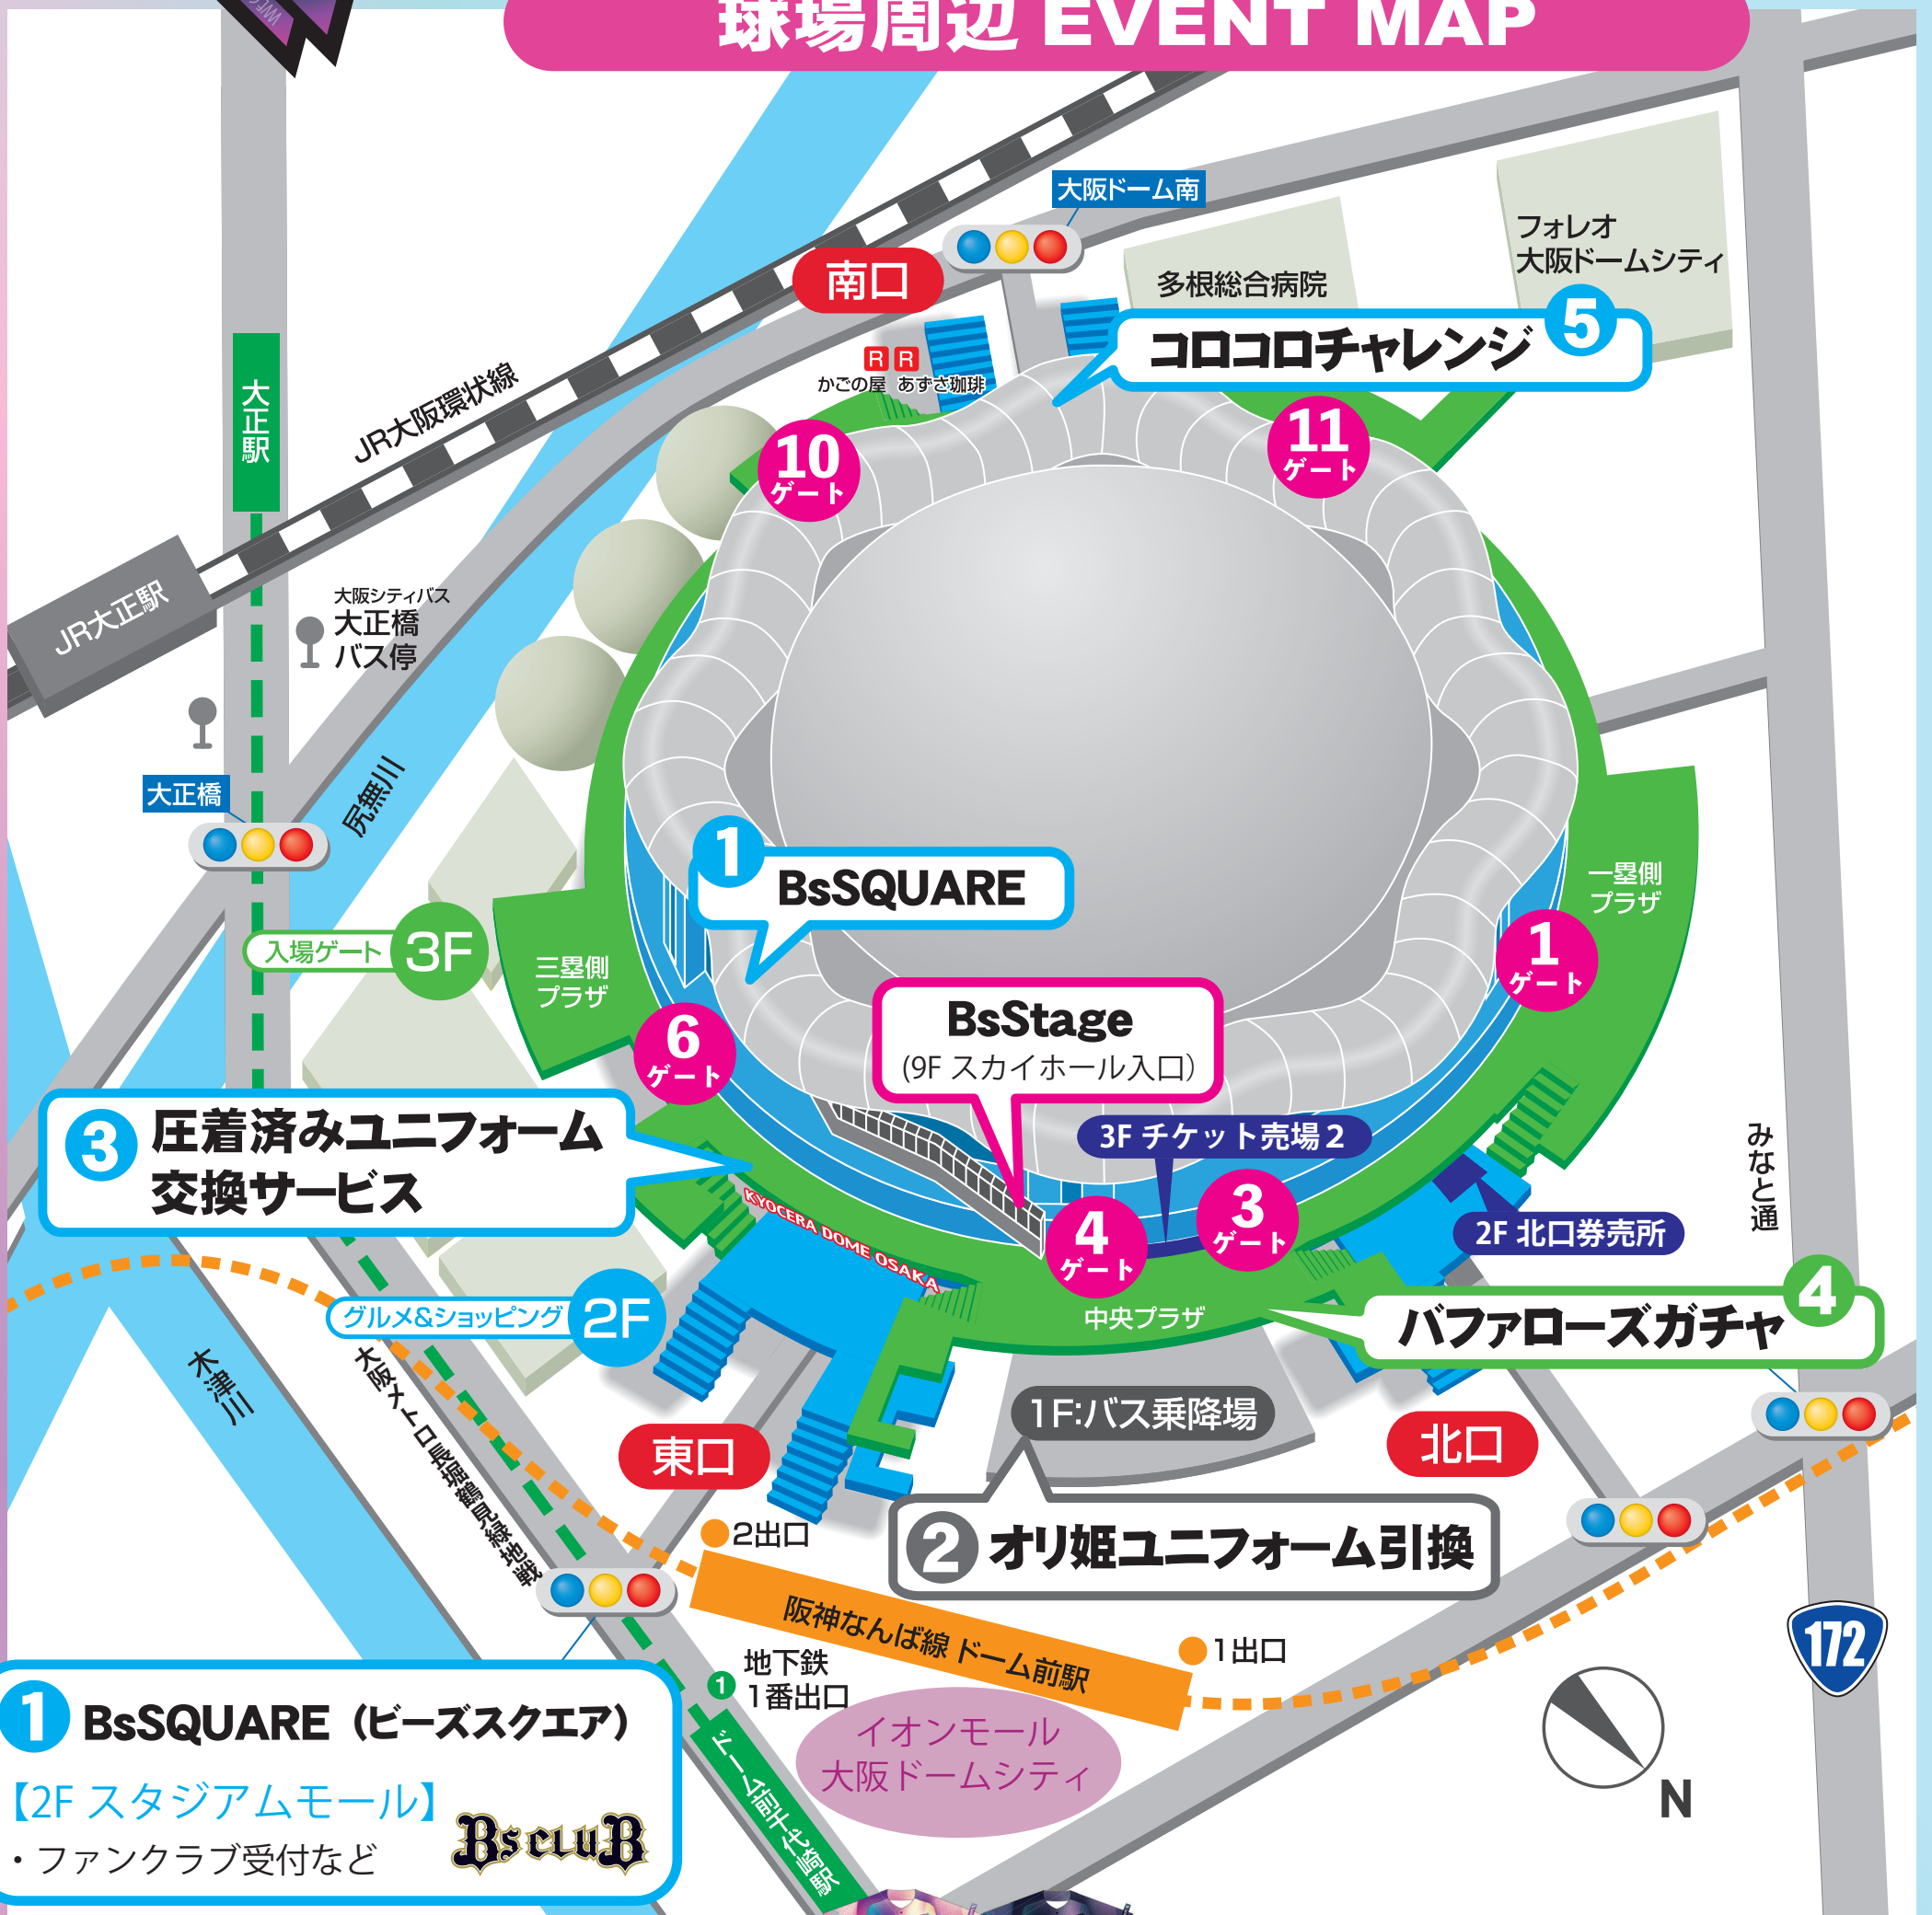 球場周辺 EVENT MAP
大阪ドーム南
フォレオ
大阪ドームシティ
多根総合病院
南口
コロコロチャレンジ 5
R R
かごの屋 あずさ珈琲
大正駅
JR大阪環状線
10
ゲート
11
ゲート
JR大正駅
大阪シティバス
大正橋
バス停
大正橋
尻無川
1 BsSQUARE
一塁側
プラザ
入場ゲート 3F
三塁側
プラザ
1
ゲート
6
ゲート
BsStage
(9F スカイホール入口)
3 圧着済みユニフォーム
交換サービス
3F チケット売場2
みなと通
KYOCERA DOME OSAKA
4
ゲート
3
ゲート
2F 北口券売所
グルメ&ショッピング 2F
中央プラザ
バファローズガチャ 4
木津川
大阪メトロ長堀鶴見緑地戦
1F:バス乗降場
東口
北口
2 オリ姫ユニフォーム引換
2出口
阪神なんば線 ドーム前駅
1出口
172
1 地下鉄
1番出口
イオンモール
大阪ドームシティ
ドーム前千代崎駅
N
1 BsSQUARE（ビーズスクエア）
【2F スタジアムモール】
・ファンクラブ受付など
BsCLUB